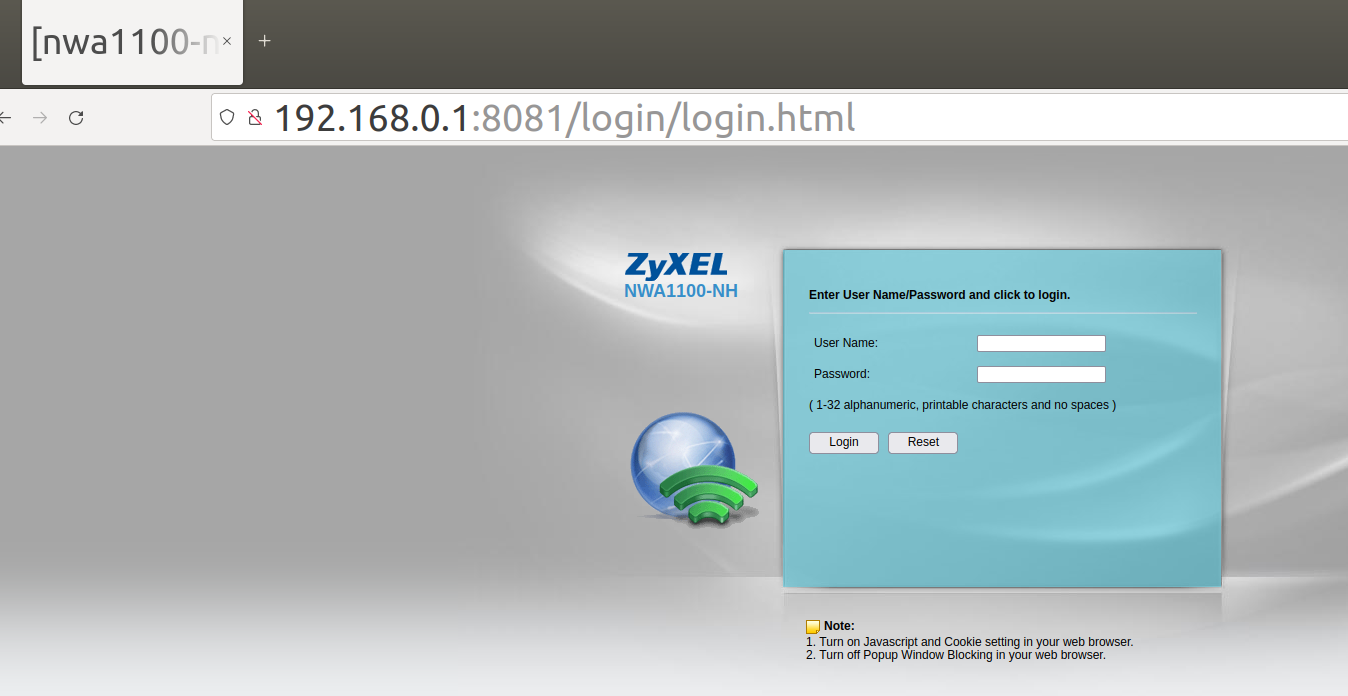 [nwa1100-n
192.168.0.1:8081/login/login.html
ZyXEL
NWA1100-NH
Enter User Name/Password and click to login.
User Name:
Password:
( 1-32 alphanumeric, printable characters and no spaces )
Login Reset
Note:
1. Turn on Javascript and Cookie setting in your web browser.
2. Turn off Popup Window Blocking in your web browser.